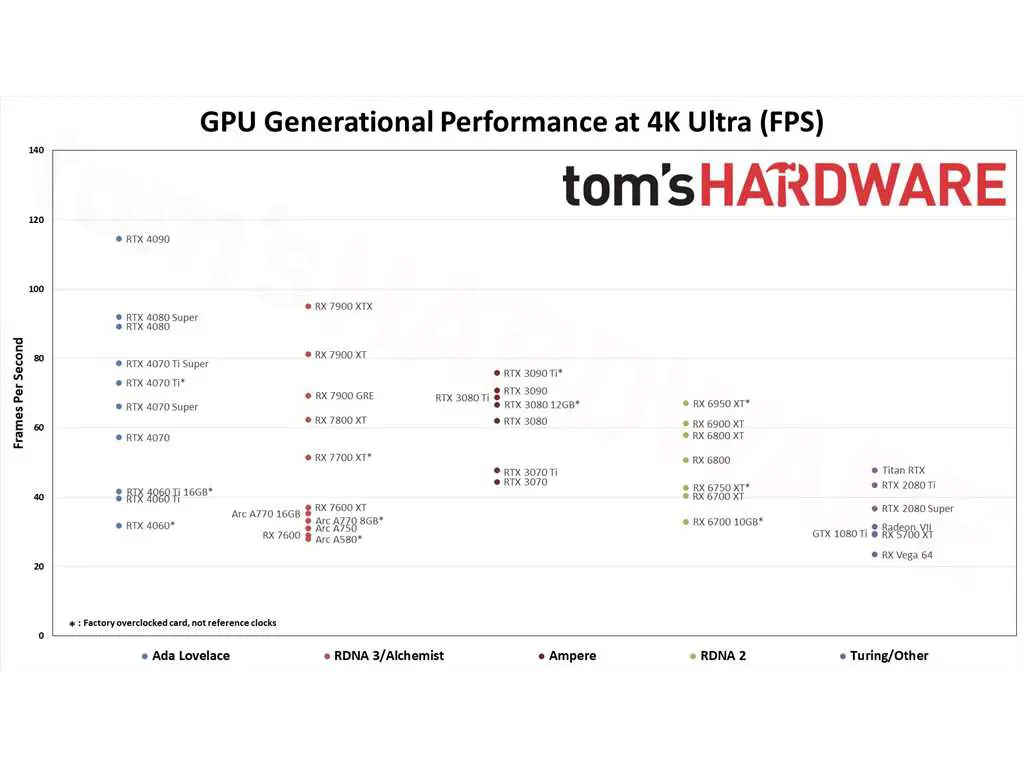 GPU Generational Performance at 4K Ultra (FPS)
tom'sHARDWARE
Frames Per Second
140
120
100
80
60
40
20
0
RTX 4090
RTX 4080 Super
RTX 4080
RTX 4070 Ti Super
RTX 4070 Ti*
RTX 4070 Super
RTX 4070
RTX 4060 Ti 16GB*
RTX 4060 Ti
RTX 4060*
RX 7900 XTX
RX 7900 XT
RX 7900 GRE
RX 7800 XT
RX 7700 XT*
RX 7600 XT
Arc A770 16GB
Arc A770 8GB*
Arc A750
RX 7600
Arc A580*
RTX 3090 Ti*
RTX 3090
RTX 3080 Ti
RTX 3080 12GB*
RTX 3080
RTX 3070 Ti
RTX 3070
RX 6950 XT*
RX 6900 XT
RX 6800 XT
RX 6800
RX 6750 XT*
RX 6700 XT
RX 6700 10GB*
Titan RTX
RTX 2080 Ti
RTX 2080 Super
Radeon VII
GTX 1080 Ti
RX 5700 XT
RX Vega 64
* : Factory overclocked card, not reference clocks
Ada Lovelace
RDNA 3/Alchemist
Ampere
RDNA 2
Turing/Other